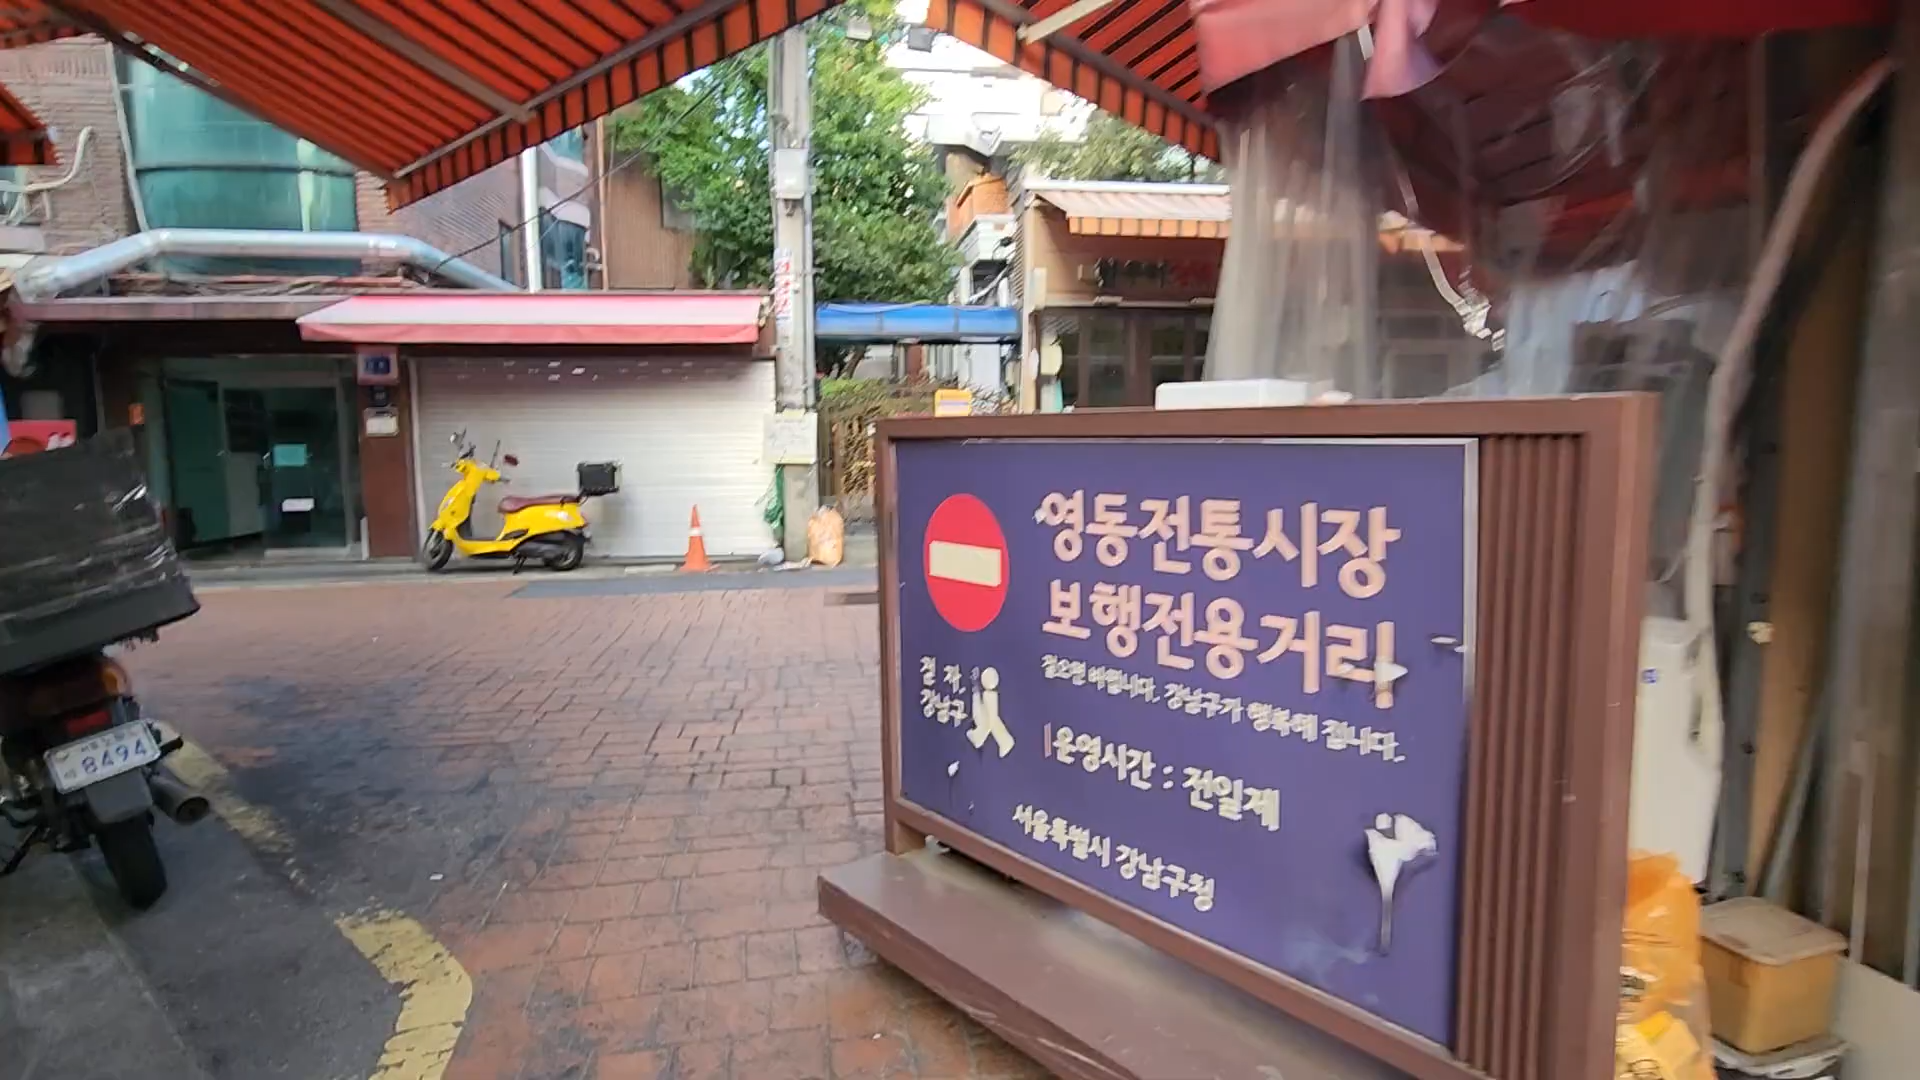 영동전통시장
보행전용거리
걸으면 바뀝니다. 강남구가 행복해 집니다.
걷 자,
강남구
운영시간 : 전일제
서울특별시 강남구청
8494